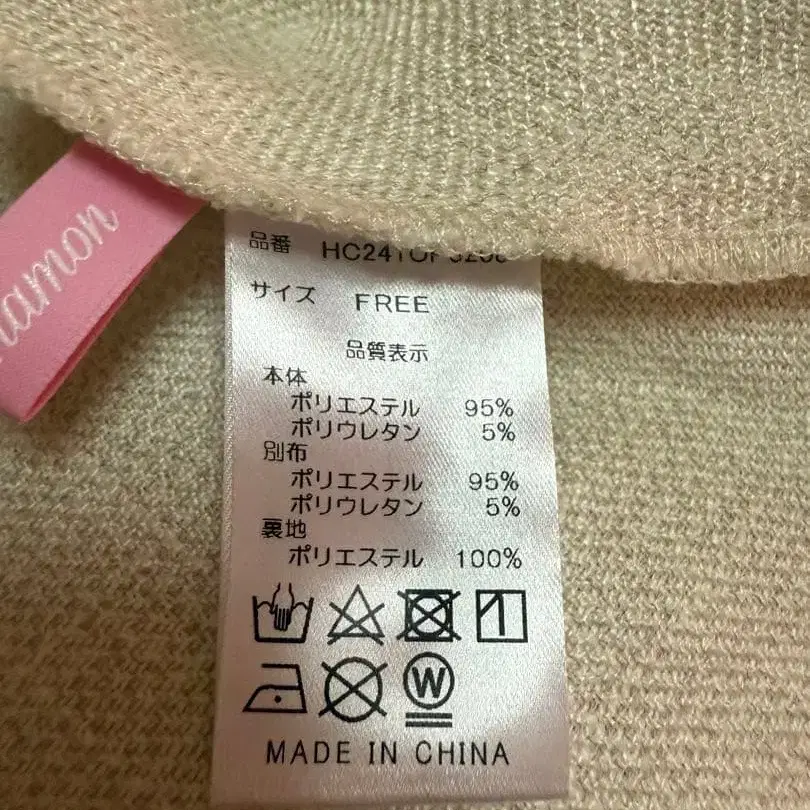 品番
サイズ FREE
品質表示
本体
ポリエステル 95%
ポリウレタン 5%
別布
ポリエステル 95%
ポリウレタン 5%
裏地
ポリエステル 100%
W
MADE IN CHINA